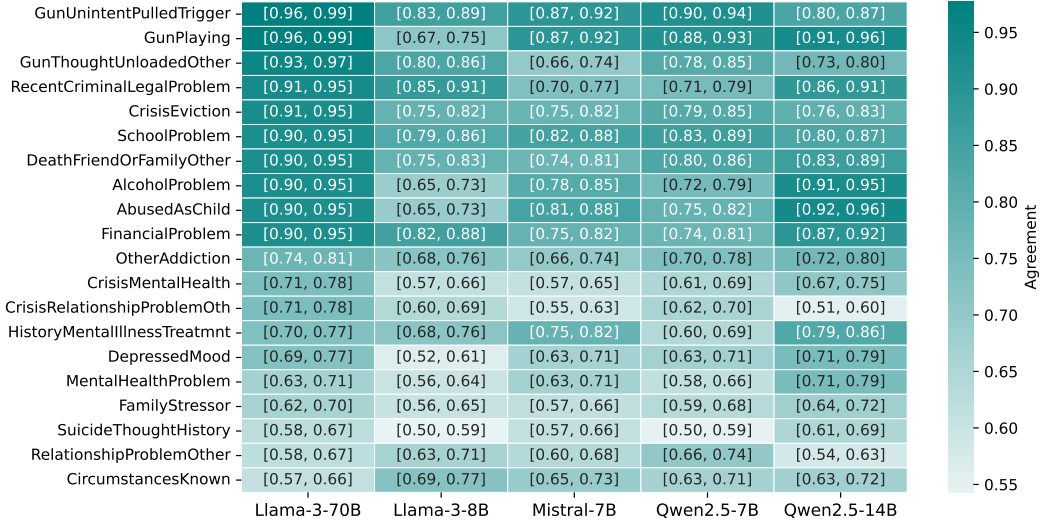 GunUnintentPulledTrigger [0.96, 0.99] [0.83, 0.89] [0.87, 0.92] [0.90, 0.94] [0.80, 0.87]
GunPlaying [0.96, 0.99] [0.67, 0.75] [0.87, 0.92] [0.88, 0.93] [0.91, 0.96]
GunThoughtUnloadedOther [0.93, 0.97] [0.80, 0.86] [0.66, 0.74] [0.78, 0.85] [0.73, 0.80]
RecentCriminalLegalProblem [0.91, 0.95] [0.85, 0.91] [0.70, 0.77] [0.71, 0.79] [0.86, 0.91]
CrisisEviction [0.91, 0.95] [0.75, 0.82] [0.75, 0.82] [0.79, 0.85] [0.76, 0.83]
SchoolProblem [0.90, 0.95] [0.79, 0.86] [0.82, 0.88] [0.83, 0.89] [0.80, 0.87]
DeathFriendOrFamilyOther [0.90, 0.95] [0.75, 0.83] [0.74, 0.81] [0.80, 0.86] [0.83, 0.89]
AlcoholProblem [0.90, 0.95] [0.65, 0.73] [0.78, 0.85] [0.72, 0.79] [0.91, 0.95]
AbusedAsChild [0.90, 0.95] [0.65, 0.73] [0.81, 0.88] [0.75, 0.82] [0.92, 0.96]
FinancialProblem [0.90, 0.95] [0.82, 0.88] [0.75, 0.82] [0.74, 0.81] [0.87, 0.92]
OtherAddiction [0.74, 0.81] [0.68, 0.76] [0.66, 0.74] [0.70, 0.78] [0.72, 0.80]
CrisisMentalHealth [0.71, 0.78] [0.57, 0.66] [0.57, 0.65] [0.61, 0.69] [0.67, 0.75]
CrisisRelationshipProblemOth [0.71, 0.78] [0.60, 0.69] [0.55, 0.63] [0.62, 0.70] [0.51, 0.60]
HistoryMentalIllnessTreatmnt [0.70, 0.77] [0.68, 0.76] [0.75, 0.82] [0.60, 0.69] [0.79, 0.86]
DepressedMood [0.69, 0.77] [0.52, 0.61] [0.63, 0.71] [0.63, 0.71] [0.71, 0.79]
MentalHealthProblem [0.63, 0.71] [0.56, 0.64] [0.63, 0.71] [0.58, 0.66] [0.71, 0.79]
FamilyStressor [0.62, 0.70] [0.56, 0.65] [0.57, 0.66] [0.59, 0.68] [0.64, 0.72]
SuicideThoughtHistory [0.58, 0.67] [0.50, 0.59] [0.57, 0.66] [0.50, 0.59] [0.61, 0.69]
RelationshipProblemOther [0.58, 0.67] [0.63, 0.71] [0.60, 0.68] [0.66, 0.74] [0.54, 0.63]
CircumstancesKnown [0.57, 0.66] [0.69, 0.77] [0.65, 0.73] [0.63, 0.71] [0.63, 0.72]
Llama-3-70B Llama-3-8B Mistral-7B Qwen2.5-7B Qwen2.5-14B
0.95
0.90
0.85
0.80
0.75
0.70
0.65
0.60
0.55
Agreement